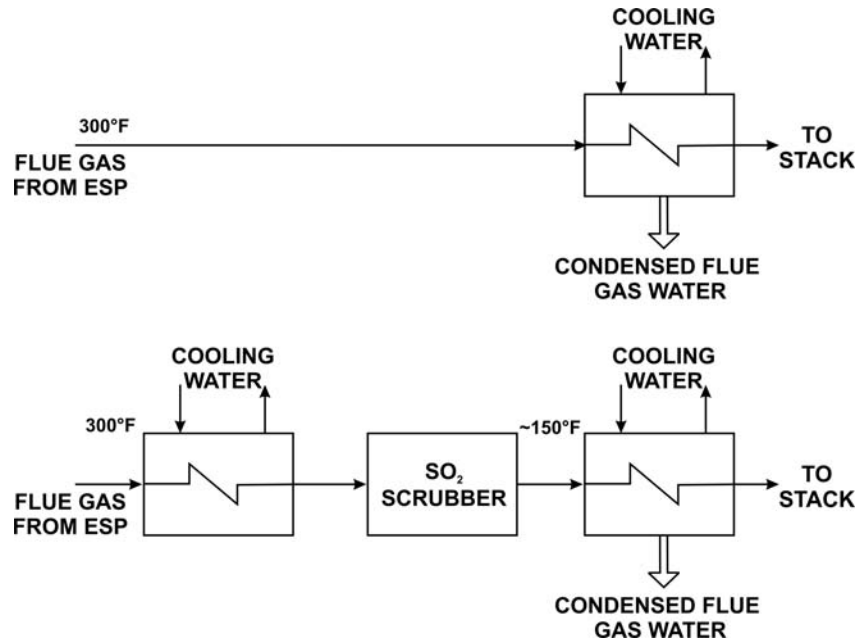 COOLING
WATER
300°F
FLUE GAS
FROM ESP
TO
STACK
CONDENSED FLUE
GAS WATER
COOLING
WATER
COOLING
WATER
300°F
~150°F
FLUE GAS
FROM ESP
SO₂
SCRUBBER
TO
STACK
CONDENSED FLUE
GAS WATER